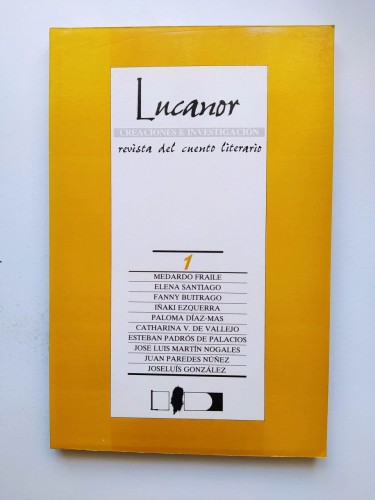 Lucanor
CREACIONES E INVESTIGACIÓN
revista del cuento literario
1
MEDARDO FRAILE
ELENA SANTIAGO
FANNY BUITRAGO
IÑAKI EZQUERRA
PALOMA DÍAZ-MAS
CATHARINA V. DE VALLEJO
ESTEBAN PADRÓS DE PALACIOS
JOSE LUIS MARTÍN NOGALES
JUAN PAREDES NÚÑEZ
JOSELUÍS GONZÁLEZ